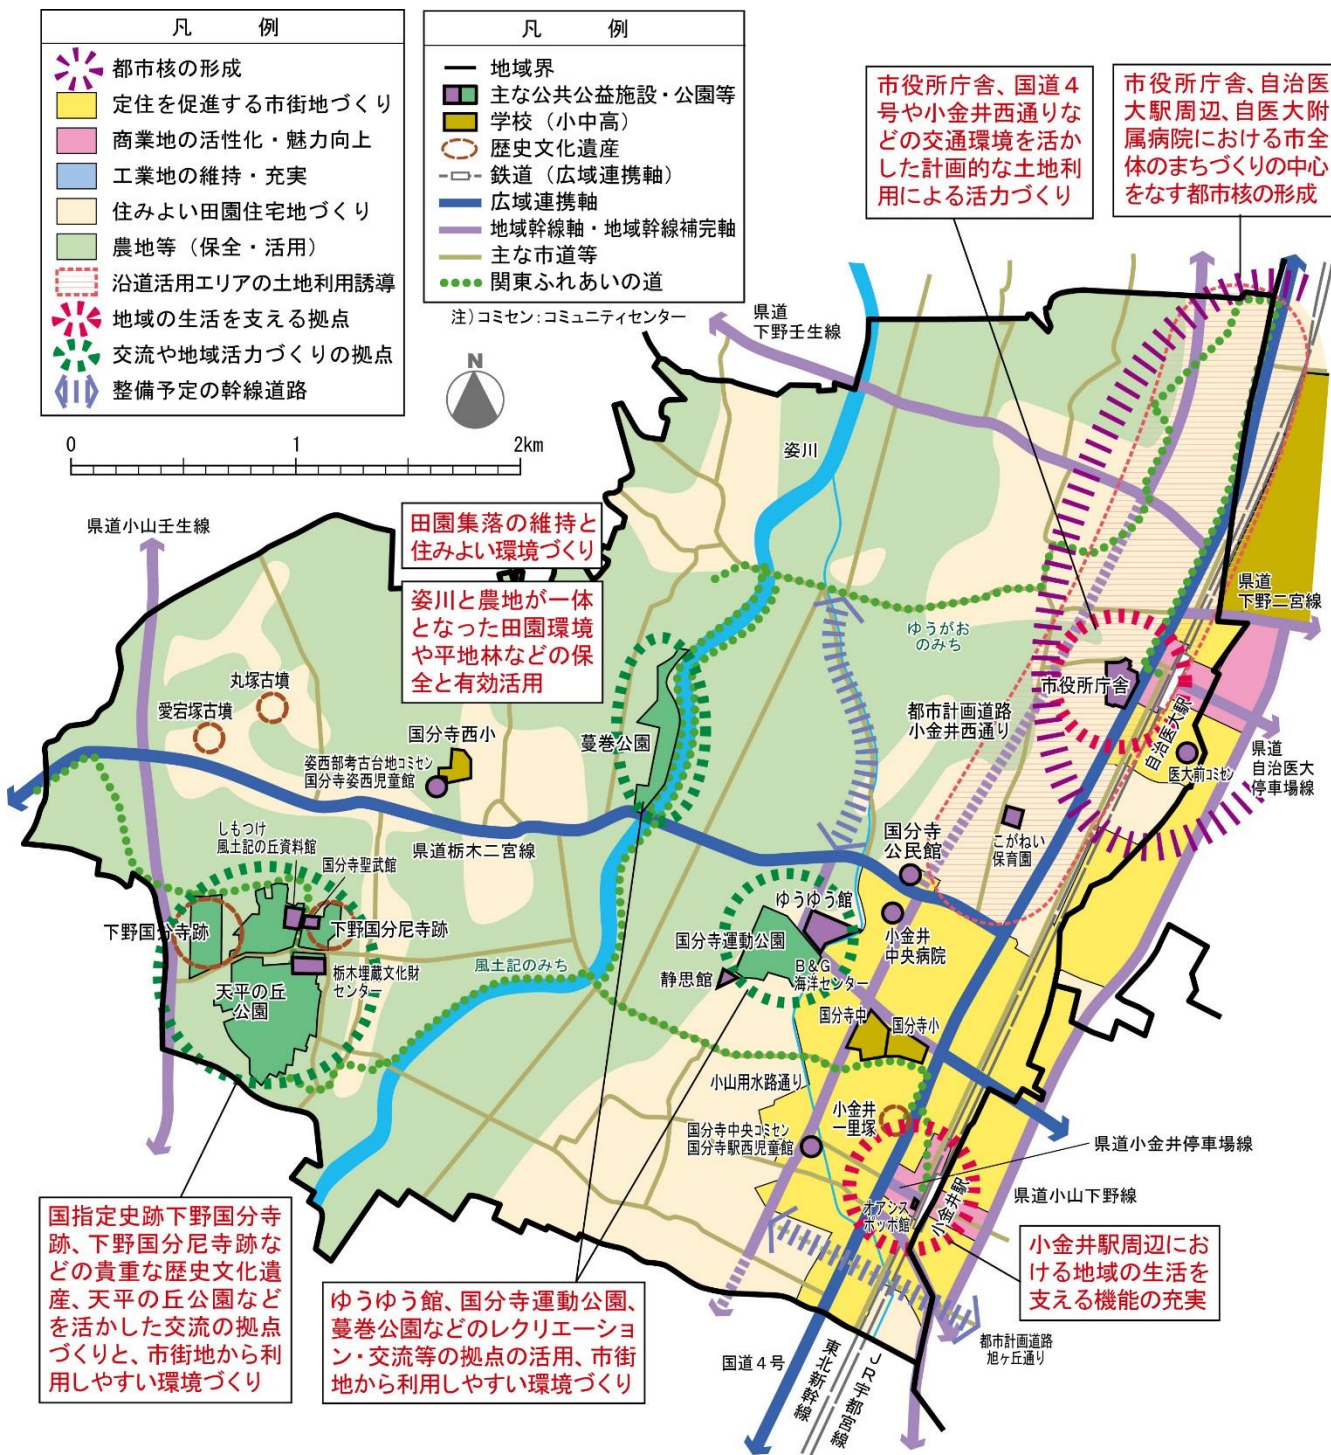 凡　例
都市核の形成
定住を促進する市街地づくり
商業地の活性化・魅力向上
工業地の維持・充実
住みよい田園住宅地づくり
農地等（保全・活用）
沿道活用エリアの土地利用誘導
地域の生活を支える拠点
交流や地域活力づくりの拠点
整備予定の幹線道路
凡　例
地域界
主な公共公益施設・公園等
学校（小中高）
歴史文化遺産
鉄道（広域連携軸）
広域連携軸
地域幹線軸・地域幹線補完軸
主な市道等
関東ふれあいの道
注）コミセン：コミュニティセンター
市役所庁舎、国道４
号や小金井西通りな
どの交通環境を活か
した計画的な土地利
用による活力づくり
市役所庁舎、自治医
大駅周辺、自医大附
属病院における市全
体のまちづくりの中心
をなす都市核の形成
N
0
1
2km
県道
下野壬生線
姿川
県道小山壬生線
田園集落の維持と
住みよい環境づくり
姿川と農地が一体
となった田園環境
や平地林などの保
全と有効活用
県道
下野二宮線
ゆうがお
のみち
丸塚古墳
愛宕塚古墳
国分寺西小
姿西部考古台地コミセン
国分寺姿西児童館
蔓巻公園
都市計画道路
小金井西通り
市役所庁舎
自治医大駅
医大前コミセン
県道
自治医大
停車場線
県道栃木二宮線
国分寺
公民館
こがねい
保育園
しもつけ
風土記の丘資料館
国分寺聖武館
下野国分寺跡
下野国分尼寺跡
栃木埋蔵文化財
センター
天平の丘
公園
風土記のみち
ゆうゆう館
国分寺運動公園
静思館
B&G
海洋センター
小金井
中央病院
国分寺中
国分寺小
小山用水路通り
小金井
一里塚
国分寺中央コミセン
国分寺駅西児童館
オアシス
ポッポ館
小金井駅
県道小金井停車場線
県道小山下野線
小金井駅周辺にお
ける地域の生活を
支える機能の充実
都市計画道路
旭ヶ丘通り
国道４号
東北新幹線
ＪＲ宇都宮線
国指定史跡下野国分寺
跡、下野国分尼寺跡な
どの貴重な歴史文化遺
産、天平の丘公園など
を活かした交流の拠点
づくりと、市街地から利
用しやすい環境づくり
ゆうゆう館、国分寺運動公園、
蔓巻公園などのレクリエーショ
ン・交流等の拠点の活用、市街
地から利用しやすい環境づくり